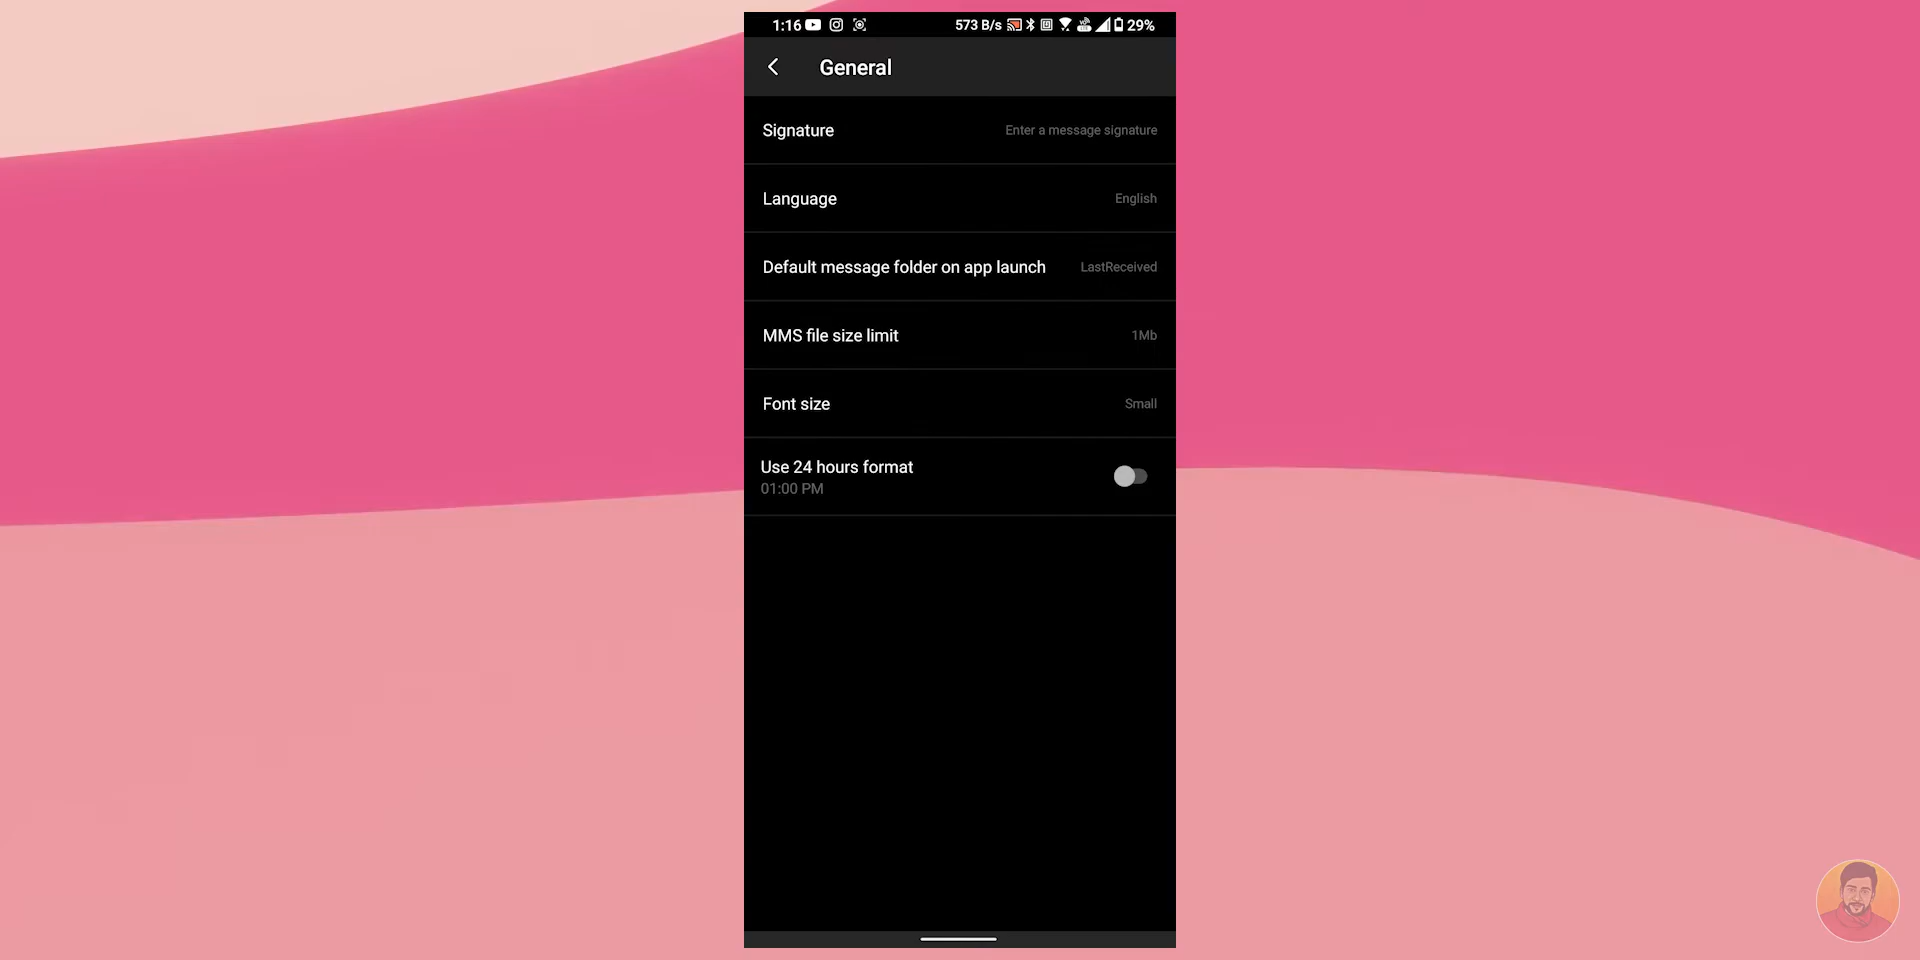 1:16 573 B/s 29%
General
Signature Enter a message signature
Language English
Default message folder on app launch LastReceived
MMS file size limit 1Mb
Font size Small
Use 24 hours format
01:00 PM